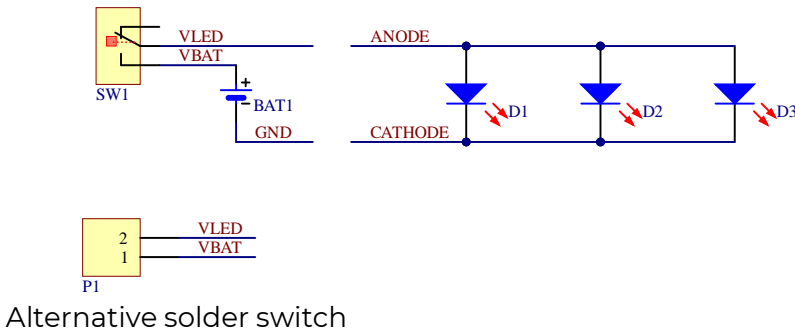 VLED
ANODE
VBAT
SW1
+
BAT1
D1
D2
D3
GND
CATHODE
VLED
2
VBAT
1
P1
Alternative solder switch